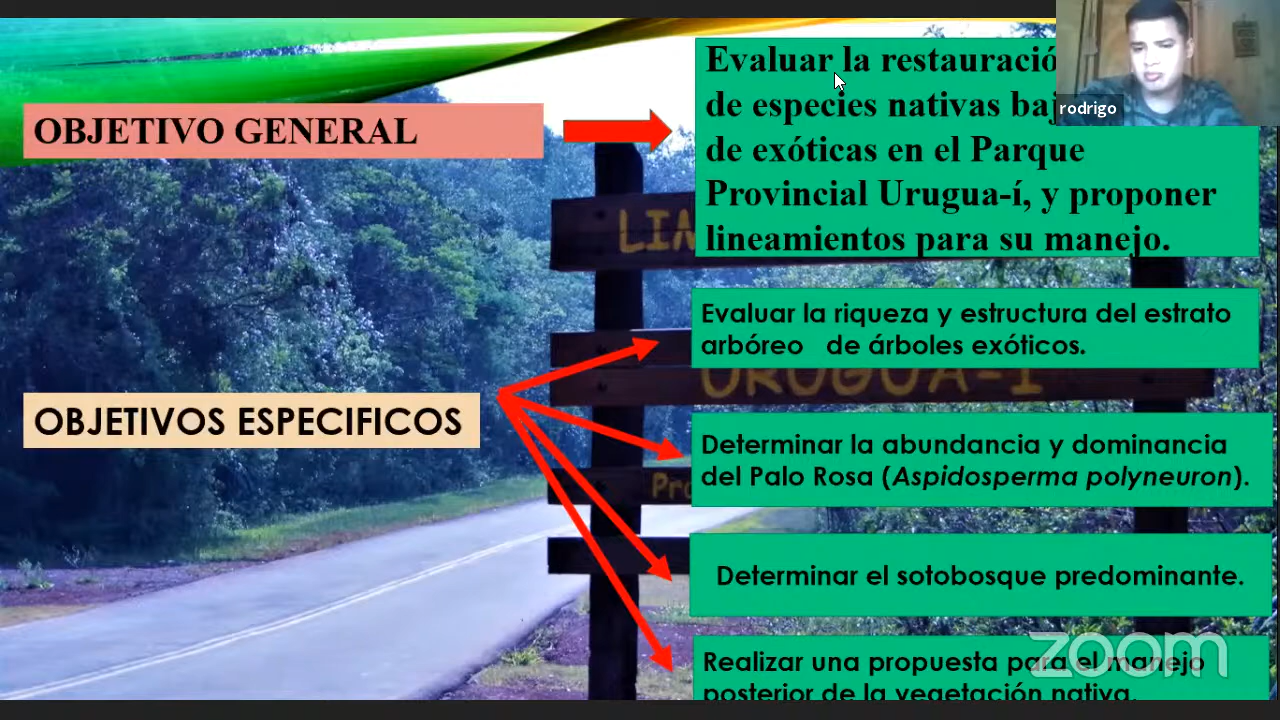 OBJETIVO GENERAL
Evaluar la restauració
de especies nativas baj
de exóticas en el Parque
Provincial Urugua-í, y proponer
lineamientos para su manejo.
rodrigo
LIN
Evaluar la riqueza y estructura del estrato
arbóreo de árboles exóticos.
URUGUA-I
OBJETIVOS ESPECIFICOS
Determinar la abundancia y dominancia
del Palo Rosa (Aspidosperma polyneuron).
Pro
Determinar el sotobosque predominante.
zoom
Realizar una propuesta para el manejo
posterior de la vegetación nativa.